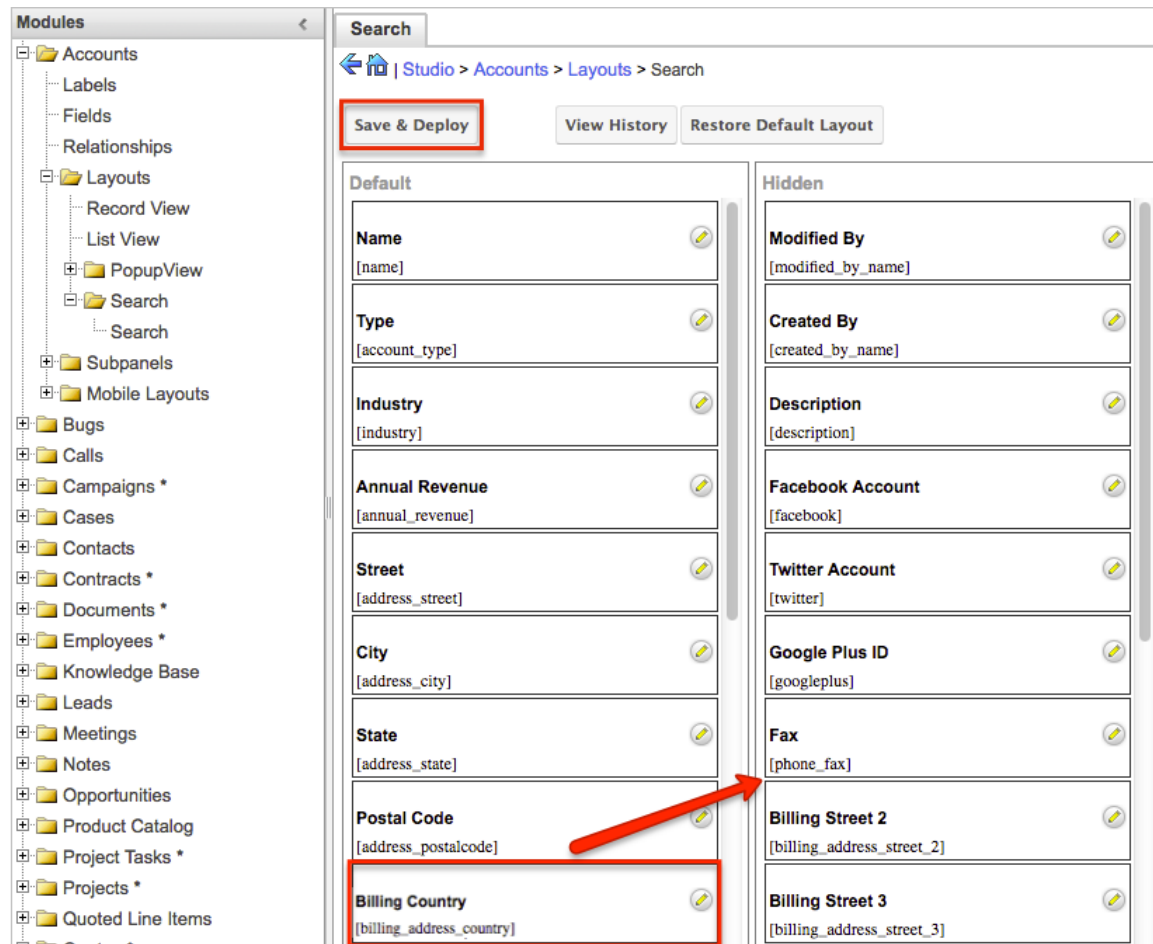 Modules
Accounts
Labels
Fields
Relationships
Layouts
Record View
List View
PopupView
Search
Search
Subpanels
Mobile Layouts
Bugs
Calls
Campaigns *
Cases
Contacts
Contracts *
Documents *
Employees *
Knowledge Base
Leads
Meetings
Notes
Opportunities
Product Catalog
Project Tasks *
Projects *
Quoted Line Items
Search
| Studio > Accounts > Layouts > Search
Save & Deploy View History Restore Default Layout
Default
Name
[name]
Type
[account_type]
Industry
[industry]
Annual Revenue
[annual_revenue]
Street
[address_street]
City
[address_city]
State
[address_state]
Postal Code
[address_postalcode]
Billing Country
[billing_address_country]
Hidden
Modified By
[modified_by_name]
Created By
[created_by_name]
Description
[description]
Facebook Account
[facebook]
Twitter Account
[twitter]
Google Plus ID
[googleplus]
Fax
[phone_fax]
Billing Street 2
[billing_address_street_2]
Billing Street 3
[billing_address_street_3]